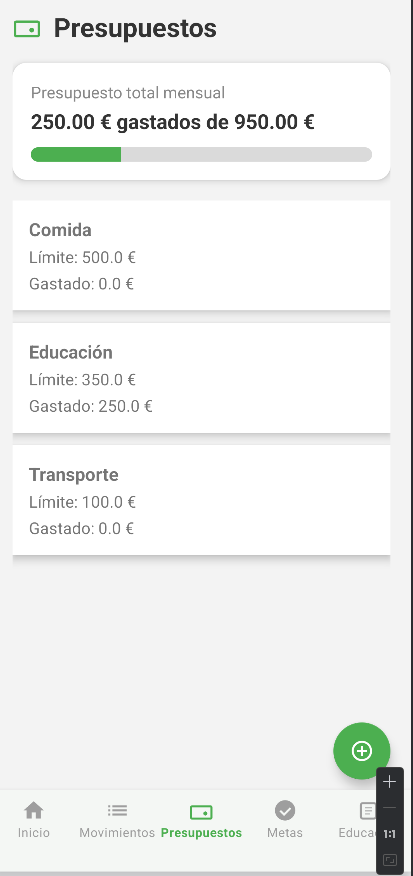 Presupuestos
Presupuesto total mensual
250.00 € gastados de 950.00 €
Comida
Límite: 500.0 €
Gastado: 0.0 €
Educación
Límite: 350.0 €
Gastado: 250.0 €
Transporte
Límite: 100.0 €
Gastado: 0.0 €
1:1
Inicio Movimientos Presupuestos Metas Educa